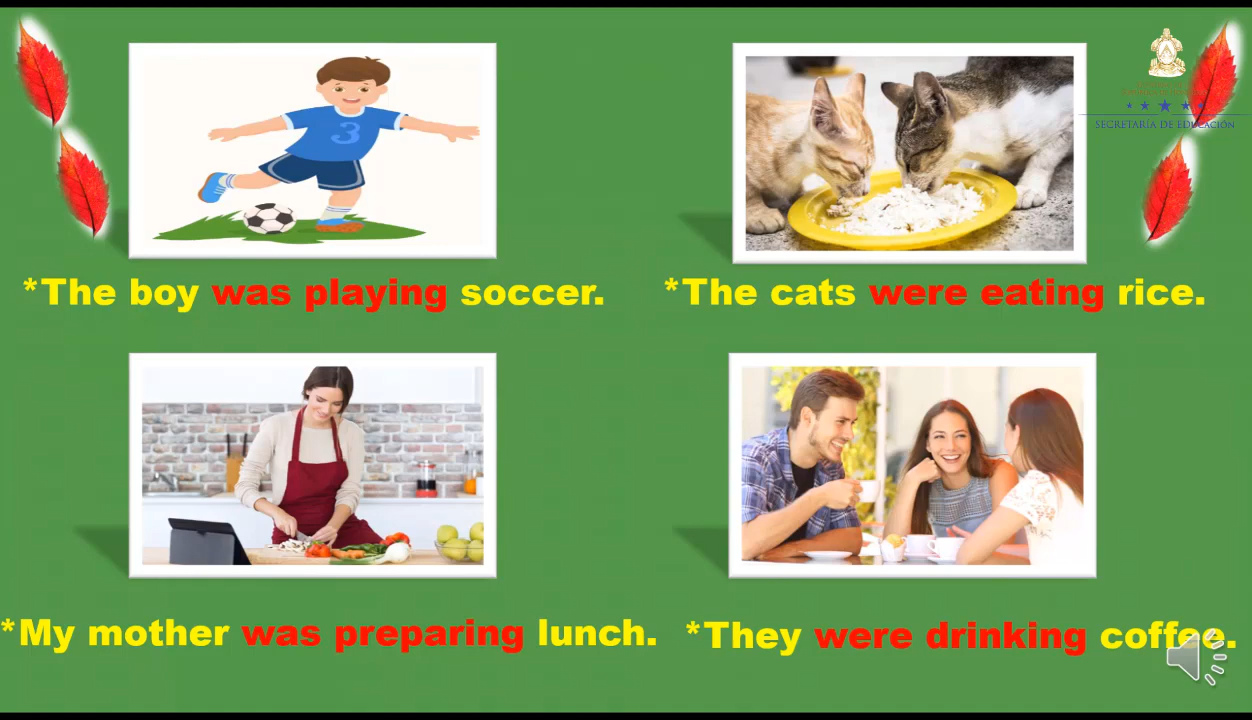 3
SECRETARÍA DE EDUCACIÓN
*The boy was playing soccer.
*The cats were eating rice.
*My mother was preparing lunch.
*They were drinking coffee.